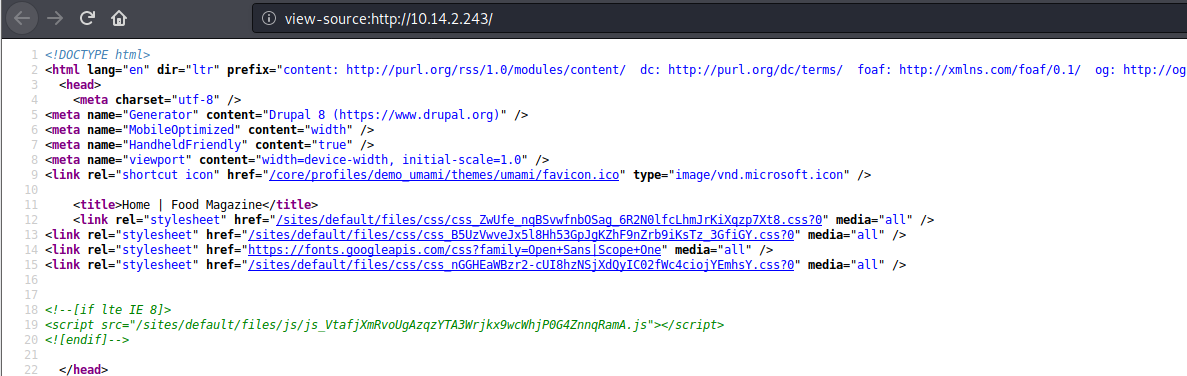 view-source:http://10.14.2.243/
1 <!DOCTYPE html>
2 <html lang="en" dir="ltr" prefix="content: http://purl.org/rss/1.0/modules/content/  dc: http://purl.org/dc/terms/  foaf: http://xmlns.com/foaf/0.1/  og: http://og
3   <head>
4     <meta charset="utf-8" />
5 <meta name="Generator" content="Drupal 8 (https://www.drupal.org)" />
6 <meta name="MobileOptimized" content="width" />
7 <meta name="HandheldFriendly" content="true" />
8 <meta name="viewport" content="width=device-width, initial-scale=1.0" />
9 <link rel="shortcut icon" href="/core/profiles/demo_umami/themes/umami/favicon.ico" type="image/vnd.microsoft.icon" />
10
11     <title>Home | Food Magazine</title>
12     <link rel="stylesheet" href="/sites/default/files/css/css_ZwUfe_nqBSvwfnbOSag_6R2N0lfcLhmJrKiXqzp7Xt8.css?0" media="all" />
13 <link rel="stylesheet" href="/sites/default/files/css/css_B5UzVwveJx5l8Hh53GpJgKZhF9nZrb9iKsTz_3GfiGY.css?0" media="all" />
14 <link rel="stylesheet" href="https://fonts.googleapis.com/css?family=Open+Sans|Scope+One" media="all" />
15 <link rel="stylesheet" href="/sites/default/files/css/css_nGGHEaWBzr2-cUI8hzNSjXdQyIC02fWc4ciojYEmhsY.css?0" media="all" />
16
17
18 <!--[if lte IE 8]>
19 <script src="/sites/default/files/js/js_VtafjXmRvoUgAzqzYTA3Wrjkx9wcWhjP0G4ZnnqRamA.js"></script>
20 <![endif]-->
21
22   </head>